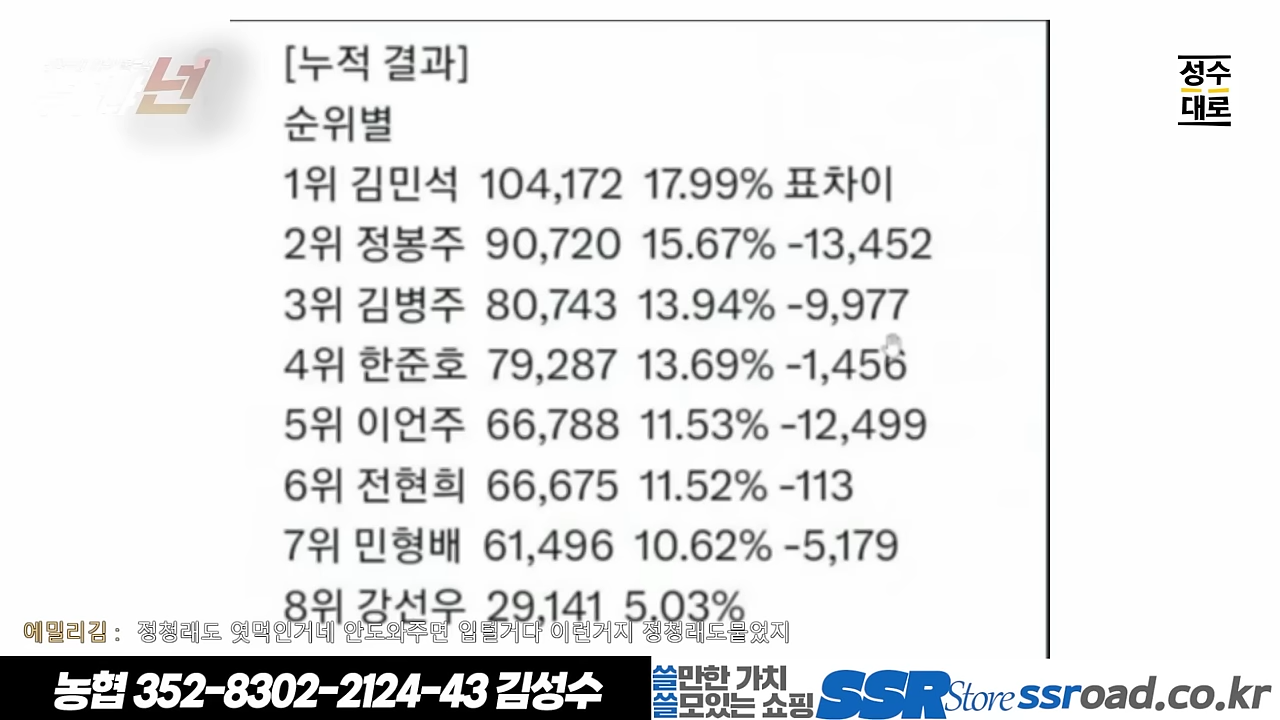 [누적 결과]
순위별
1위 김민석 104,172 17.99% 표차이
2위 정봉주 90,720 15.67% -13,452
3위 김병주 80,743 13.94% -9,977
4위 한준호 79,287 13.69% -1,456
5위 이언주 66,788 11.53% -12,499
6위 전현희 66,675 11.52% -113
7위 민형배 61,496 10.62% -5,179
8위 강선우 29,141 5.03%
성수
대로
에밀리김 : 정청래도 엿먹인거네 안도와주면 입털거다 이런거지 정청래도뭍었지
농협 352-8302-2124-43 김성수
쓸만한 가치
쓸모있는 쇼핑
SSR Store ssroad.co.kr